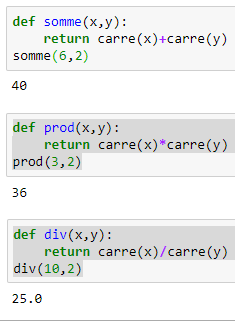 def somme(x,y):
    return carre(x)+carre(y)
somme(6,2)
40
def prod(x,y):
    return carre(x)*carre(y)
prod(3,2)
36
def div(x,y):
    return carre(x)/carre(y)
div(10,2)
25.0